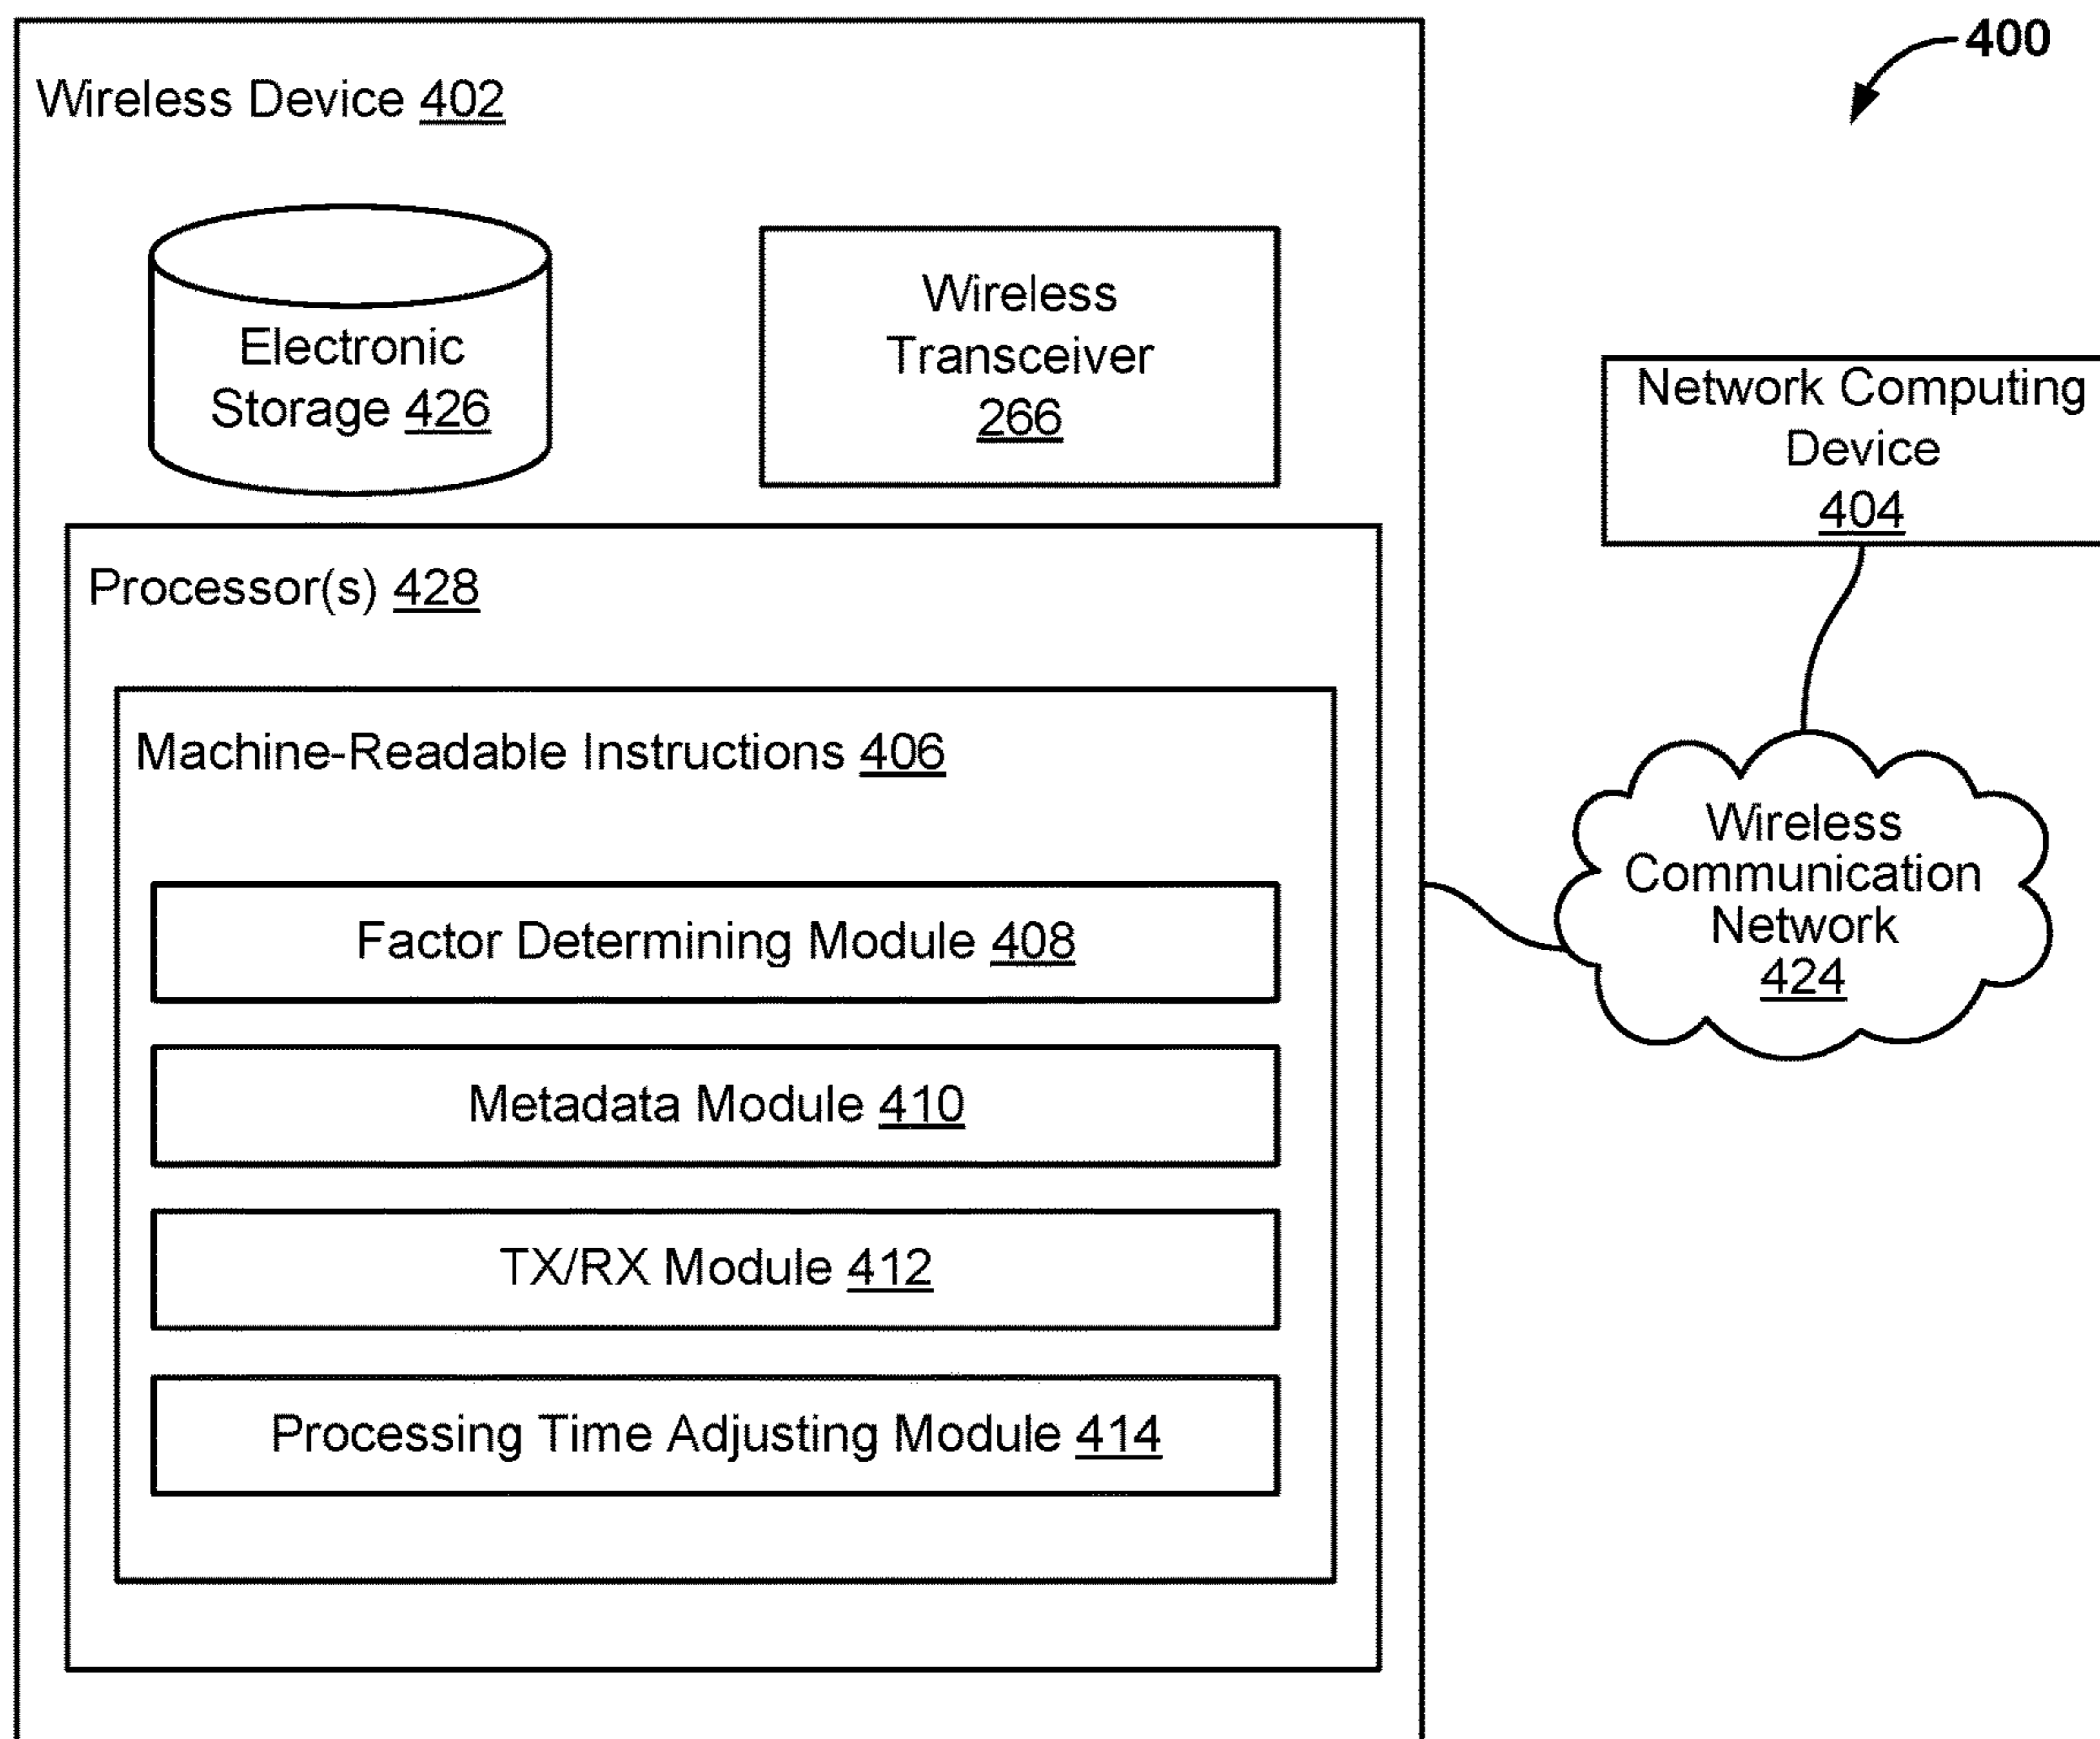 400
Wireless Device 402
Electronic
Storage 426
Wireless
Transceiver
266
Network Computing
Device
404
Processor(s) 428
Machine-Readable Instructions 406
Factor Determining Module 408
Metadata Module 410
TX/RX Module 412
Processing Time Adjusting Module 414
Wireless
Communication
Network
424